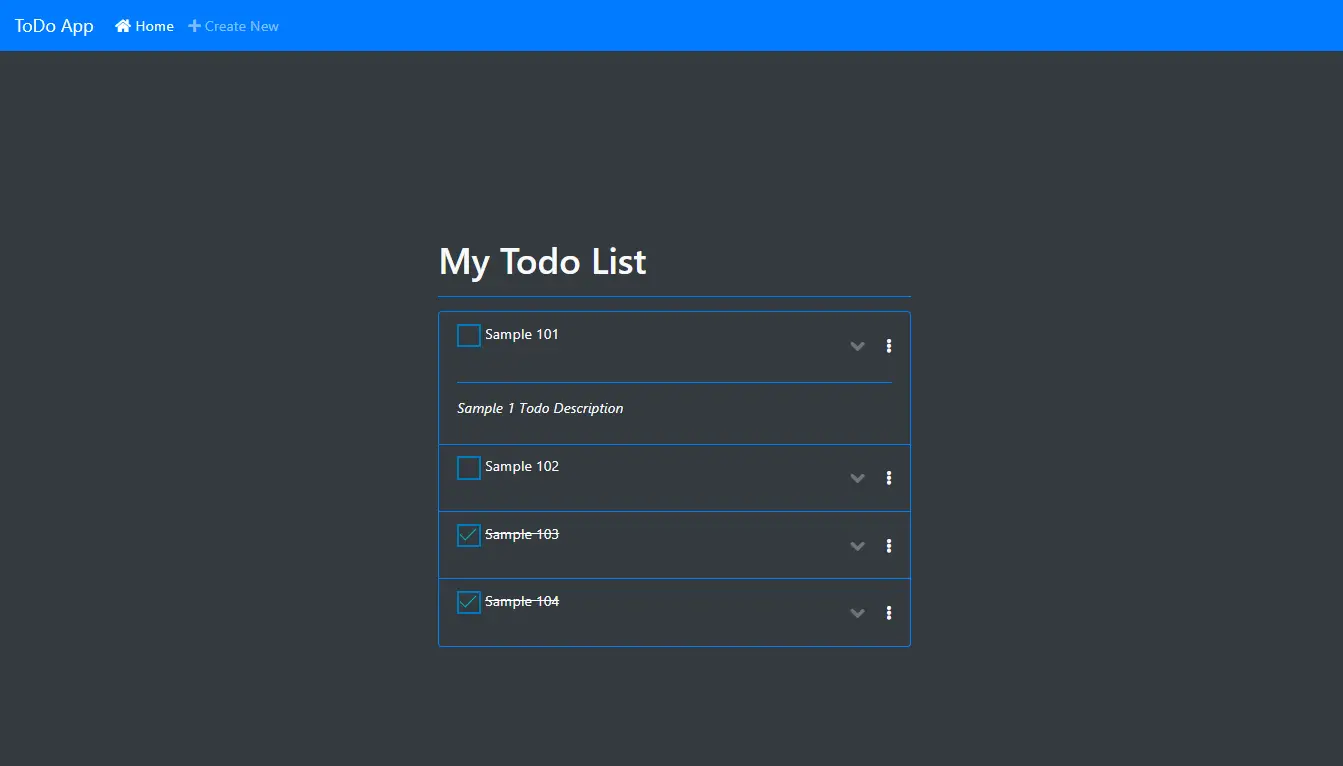 ToDo App Home Create New
My Todo List
Sample 101
Sample 1 Todo Description
Sample 102
Sample 103
Sample 104